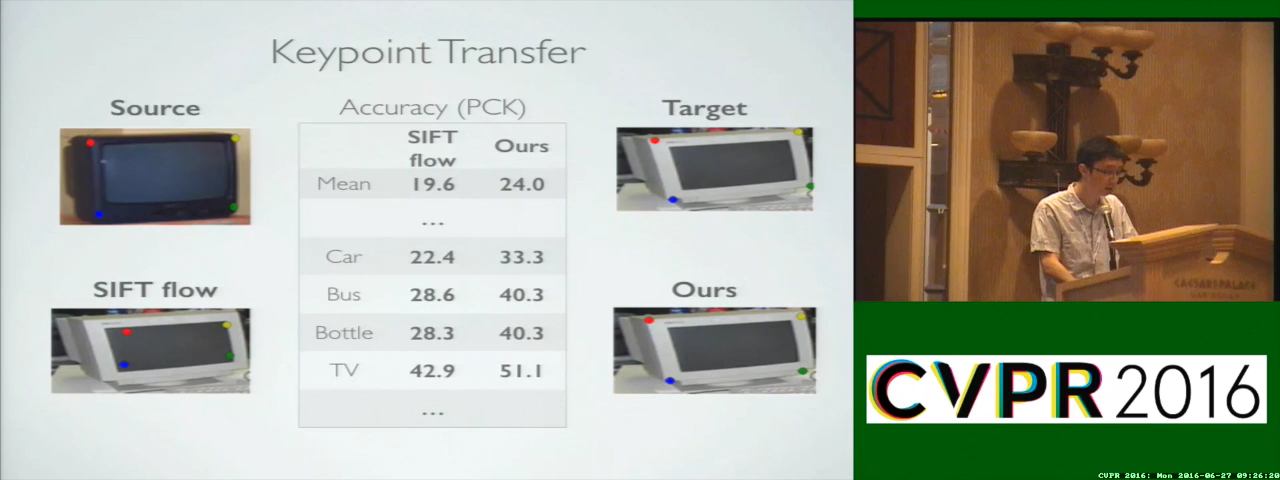 Keypoint Transfer
Source
Accuracy (PCK)
Target
SIFT flow Ours
Mean 19.6 24.0
...
Car 22.4 33.3
Bus 28.6 40.3
Bottle 28.3 40.3
TV 42.9 51.1
...
SIFT flow
Ours
CAESARS PALACE
CVPR 2016
CVPR 2016: Mon 2016-06-27 09:26:20